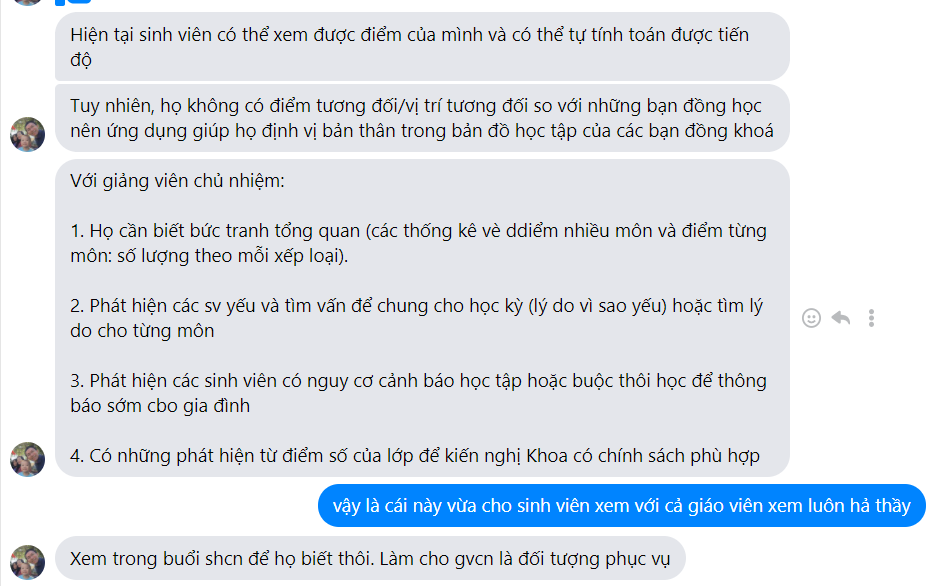 Hiện tại sinh viên có thể xem được điểm của mình và có thể tự tính toán được tiến
độ
Tuy nhiên, họ không có điểm tương đối/vị trí tương đối so với những bạn đồng học
nên ứng dụng giúp họ định vị bản thân trong bản đồ học tập của các bạn đồng khoá
Với giảng viên chủ nhiệm:
1. Họ cần biết bức tranh tổng quan (các thống kê vè ddiểm nhiều môn và điểm từng
môn: số lượng theo mỗi xếp loại).
2. Phát hiện các sv yếu và tìm vấn để chung cho học kỳ (lý do vì sao yếu) hoặc tìm lý
do cho từng môn
3. Phát hiện các sinh viên có nguy cơ cảnh báo học tập hoặc buộc thôi học để thông
báo sớm cbo gia đình
4. Có những phát hiện từ điểm số của lớp để kiến nghị Khoa có chính sách phù hợp
vậy là cái này vừa cho sinh viên xem với cả giáo viên xem luôn hả thầy
Xem trong buổi shcn để họ biết thôi. Làm cho gvcn là đối tượng phục vụ